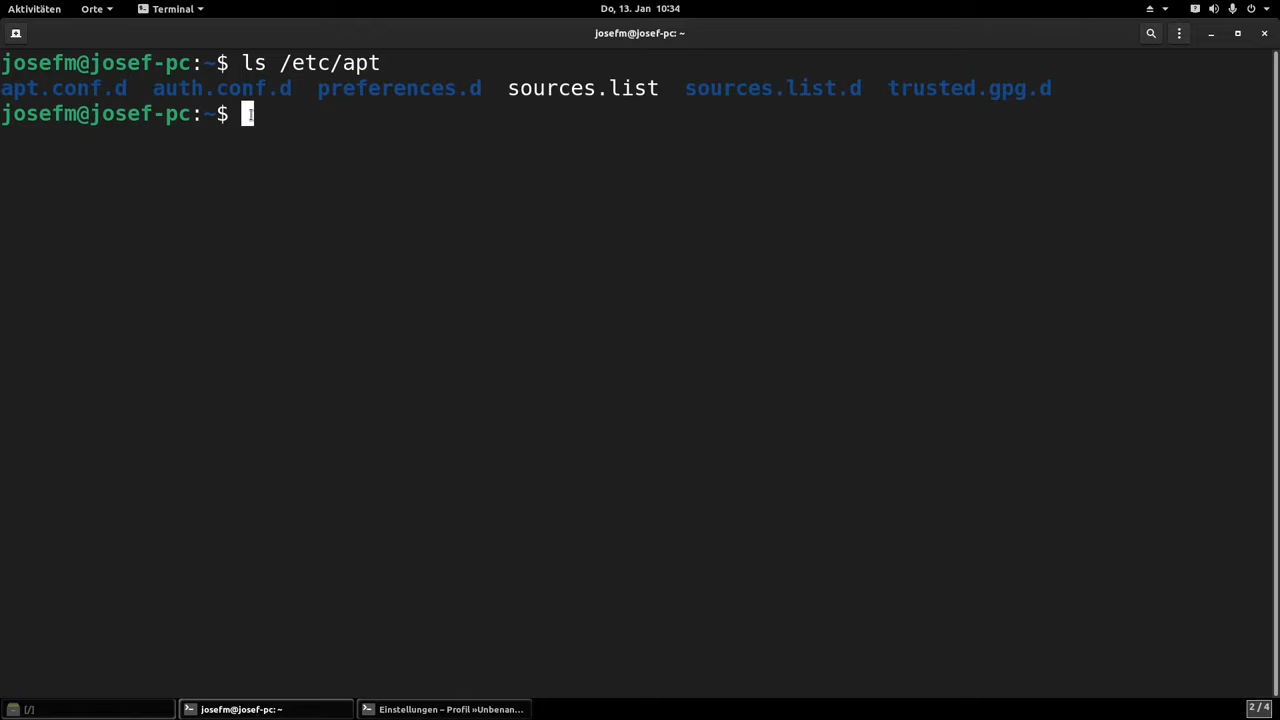 Aktivitäten Orte Terminal Do, 13. Jan 10:34
josefm@josef-pc: ~
josefm@josef-pc:~$ ls /etc/apt
apt.conf.d auth.conf.d preferences.d sources.list sources.list.d trusted.gpg.d
josefm@josef-pc:~$
[/] josefm@josef-pc: ~ Einstellungen – Profil »Unbenan... 2 / 4